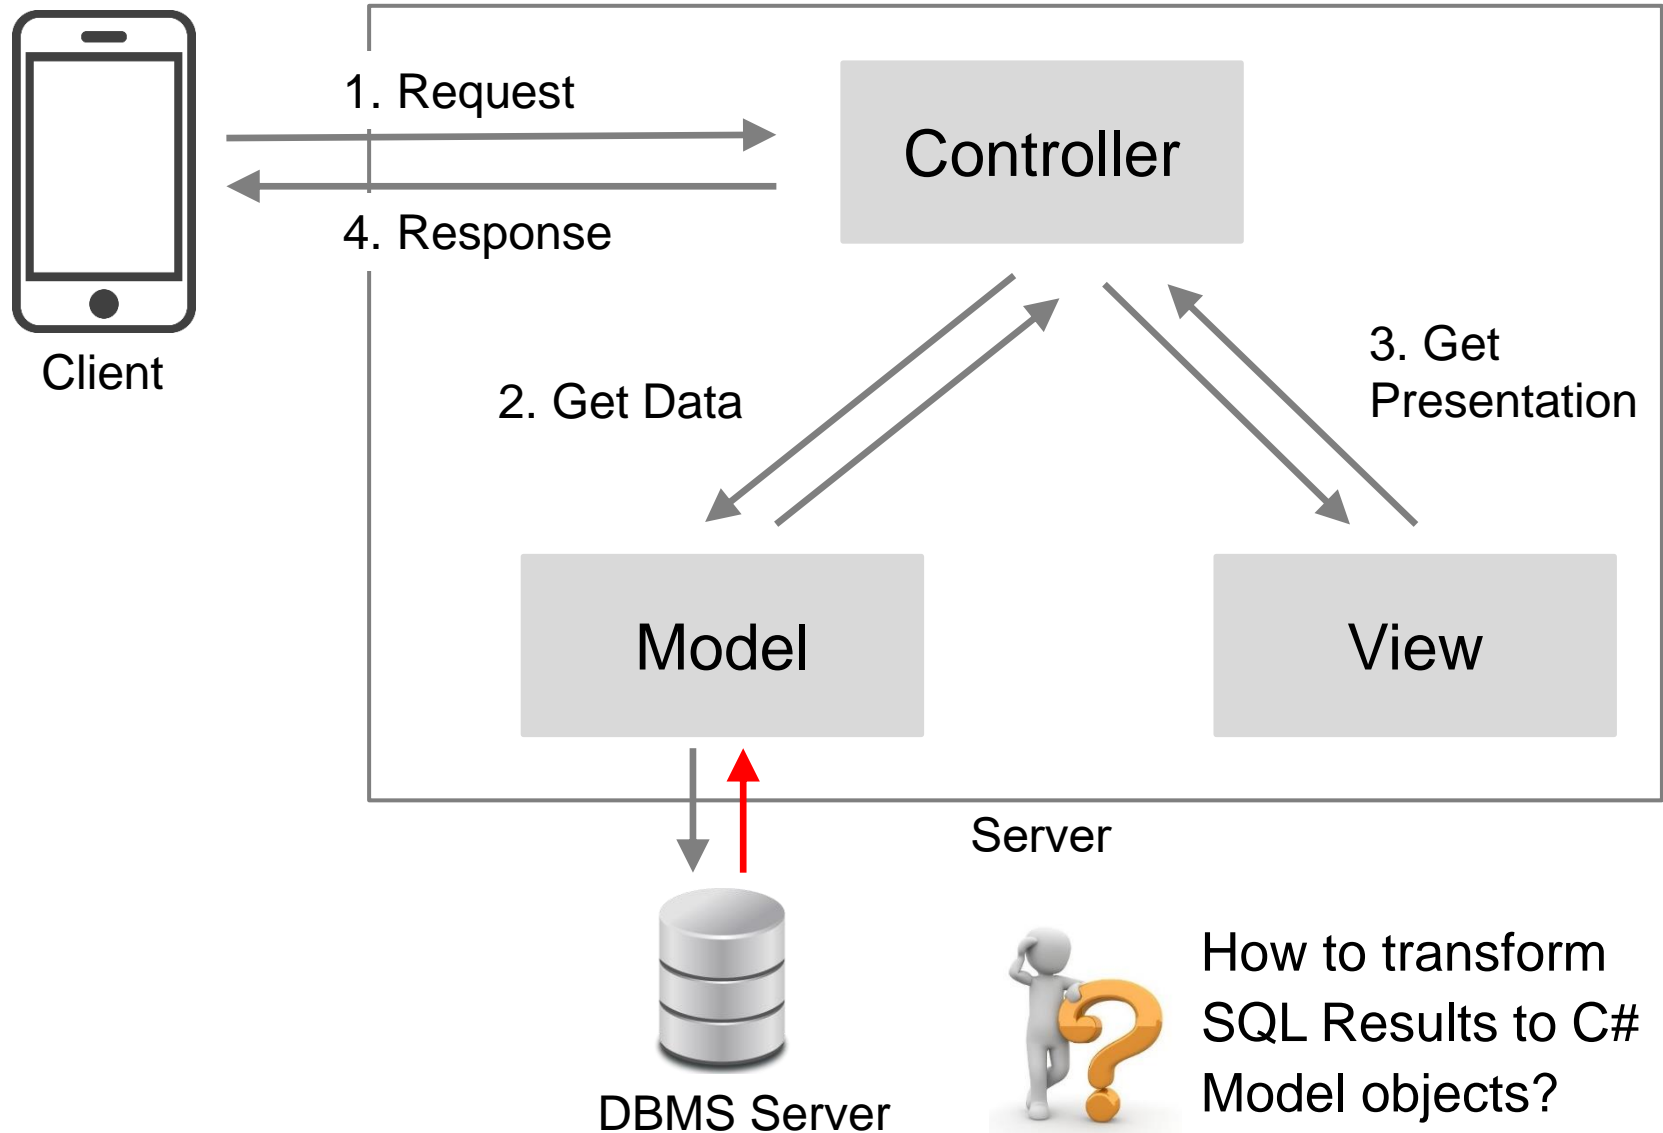 1. Request
Controller
4. Response
Client
2. Get Data
3. Get
Presentation
Model
View
Server
DBMS Server
How to transform
SQL Results to C#
Model objects?